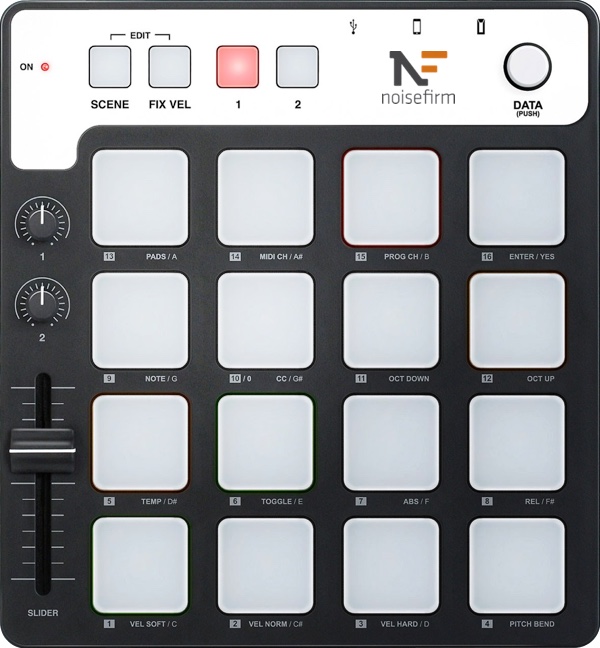 EDIT
ON
SCENE FIX VEL 1 2
NF
noisefirm
DATA
(PUSH)
13 PADS / A 14 MIDI CH / A# 15 PROG CH / B 16 ENTER / YES
1
9 NOTE / G 10 / 0 CC / G# 11 OCT DOWN 12 OCT UP
2
5 TEMP / D# 6 TOGGLE / E 7 ABS / F 8 REL / F#
SLIDER
1 VEL SOFT / C 2 VEL NORM / C# 3 VEL HARD / D 4 PITCH BEND